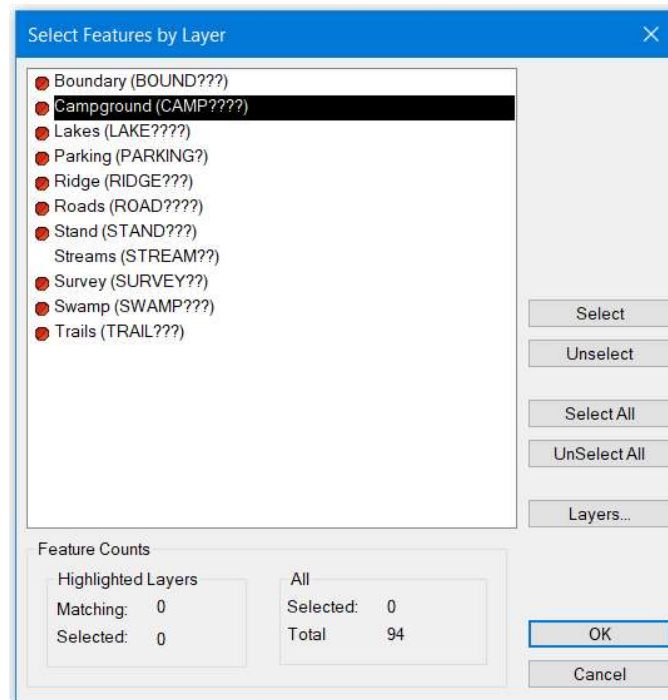 Select Features by Layer
Boundary (BOUND???)
Campground (CAMP????)
Lakes (LAKE????)
Parking (PARKING?)
Ridge (RIDGE???)
Roads (ROAD????)
Stand (STAND???)
Streams (STREAM??)
Survey (SURVEY??)
Swamp (SWAMP???)
Trails (TRAIL???)
Select
Unselect
Select All
UnSelect All
Layers...
Feature Counts
Highlighted Layers
Matching: 0
Selected: 0
All
Selected: 0
Total 94
OK
Cancel